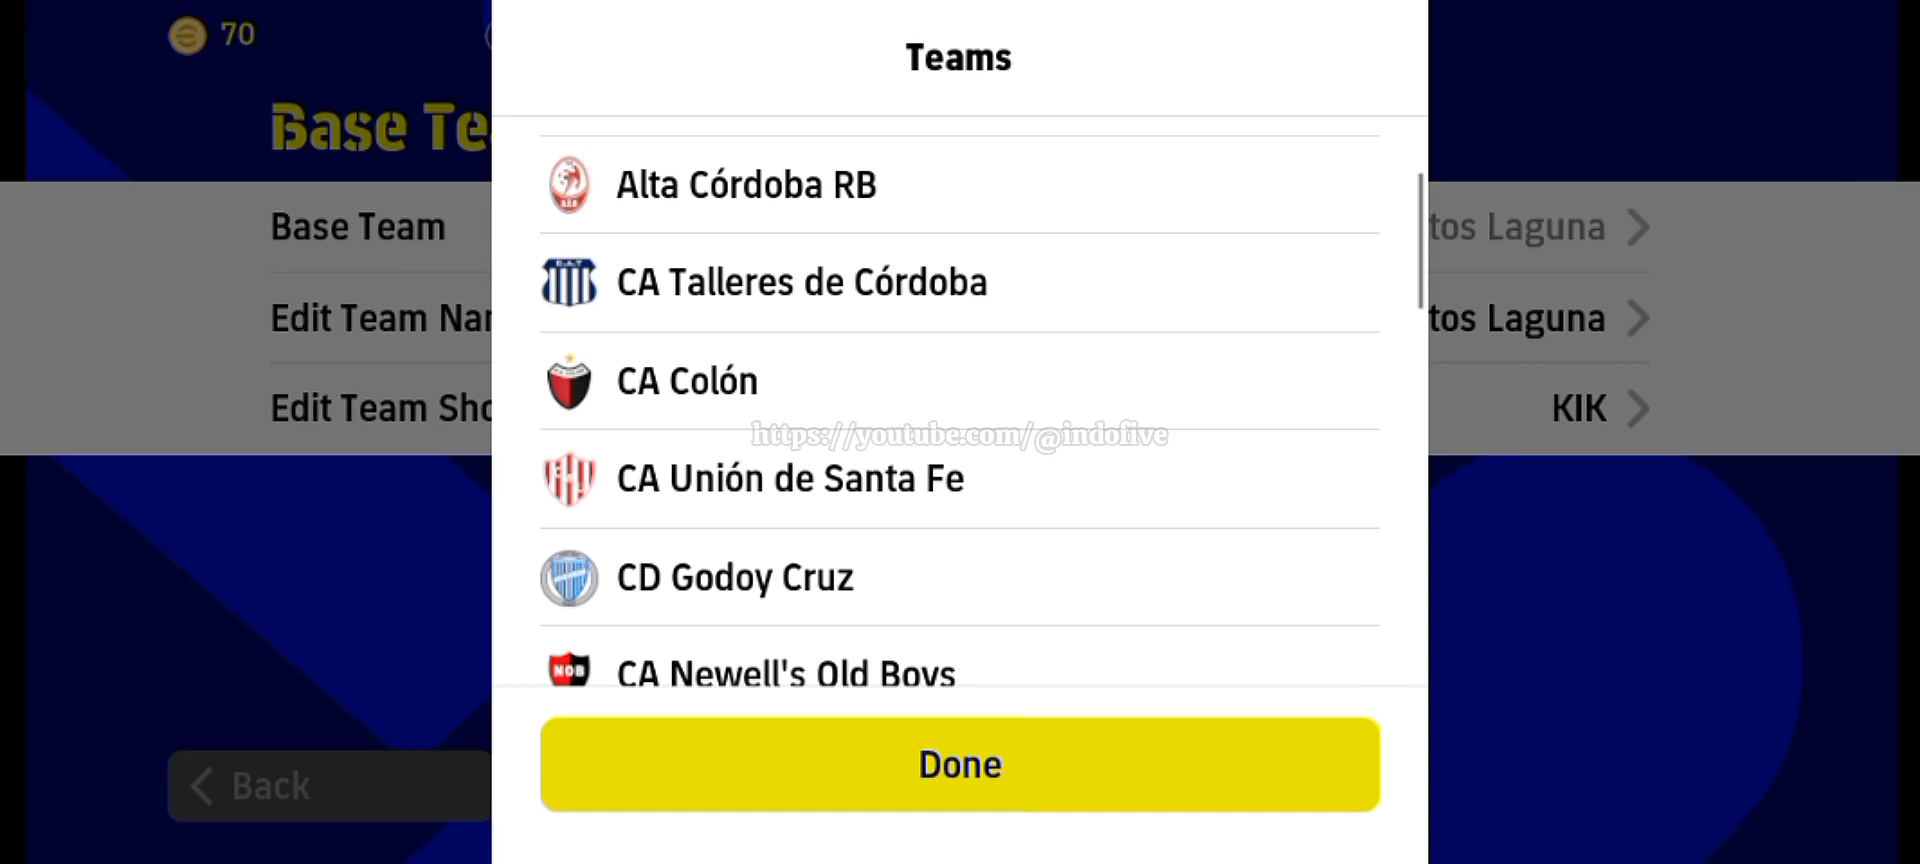 70
Teams
Base Te
Alta Córdoba RB
Base Team
tos Laguna
CA Talleres de Córdoba
Edit Team Nar
tos Laguna
CA Colón
Edit Team Sho
KIK
https://youtube.com/@indofive
CA Unión de Santa Fe
CD Godoy Cruz
NOB
CA Newell's Old Boys
Done
Back